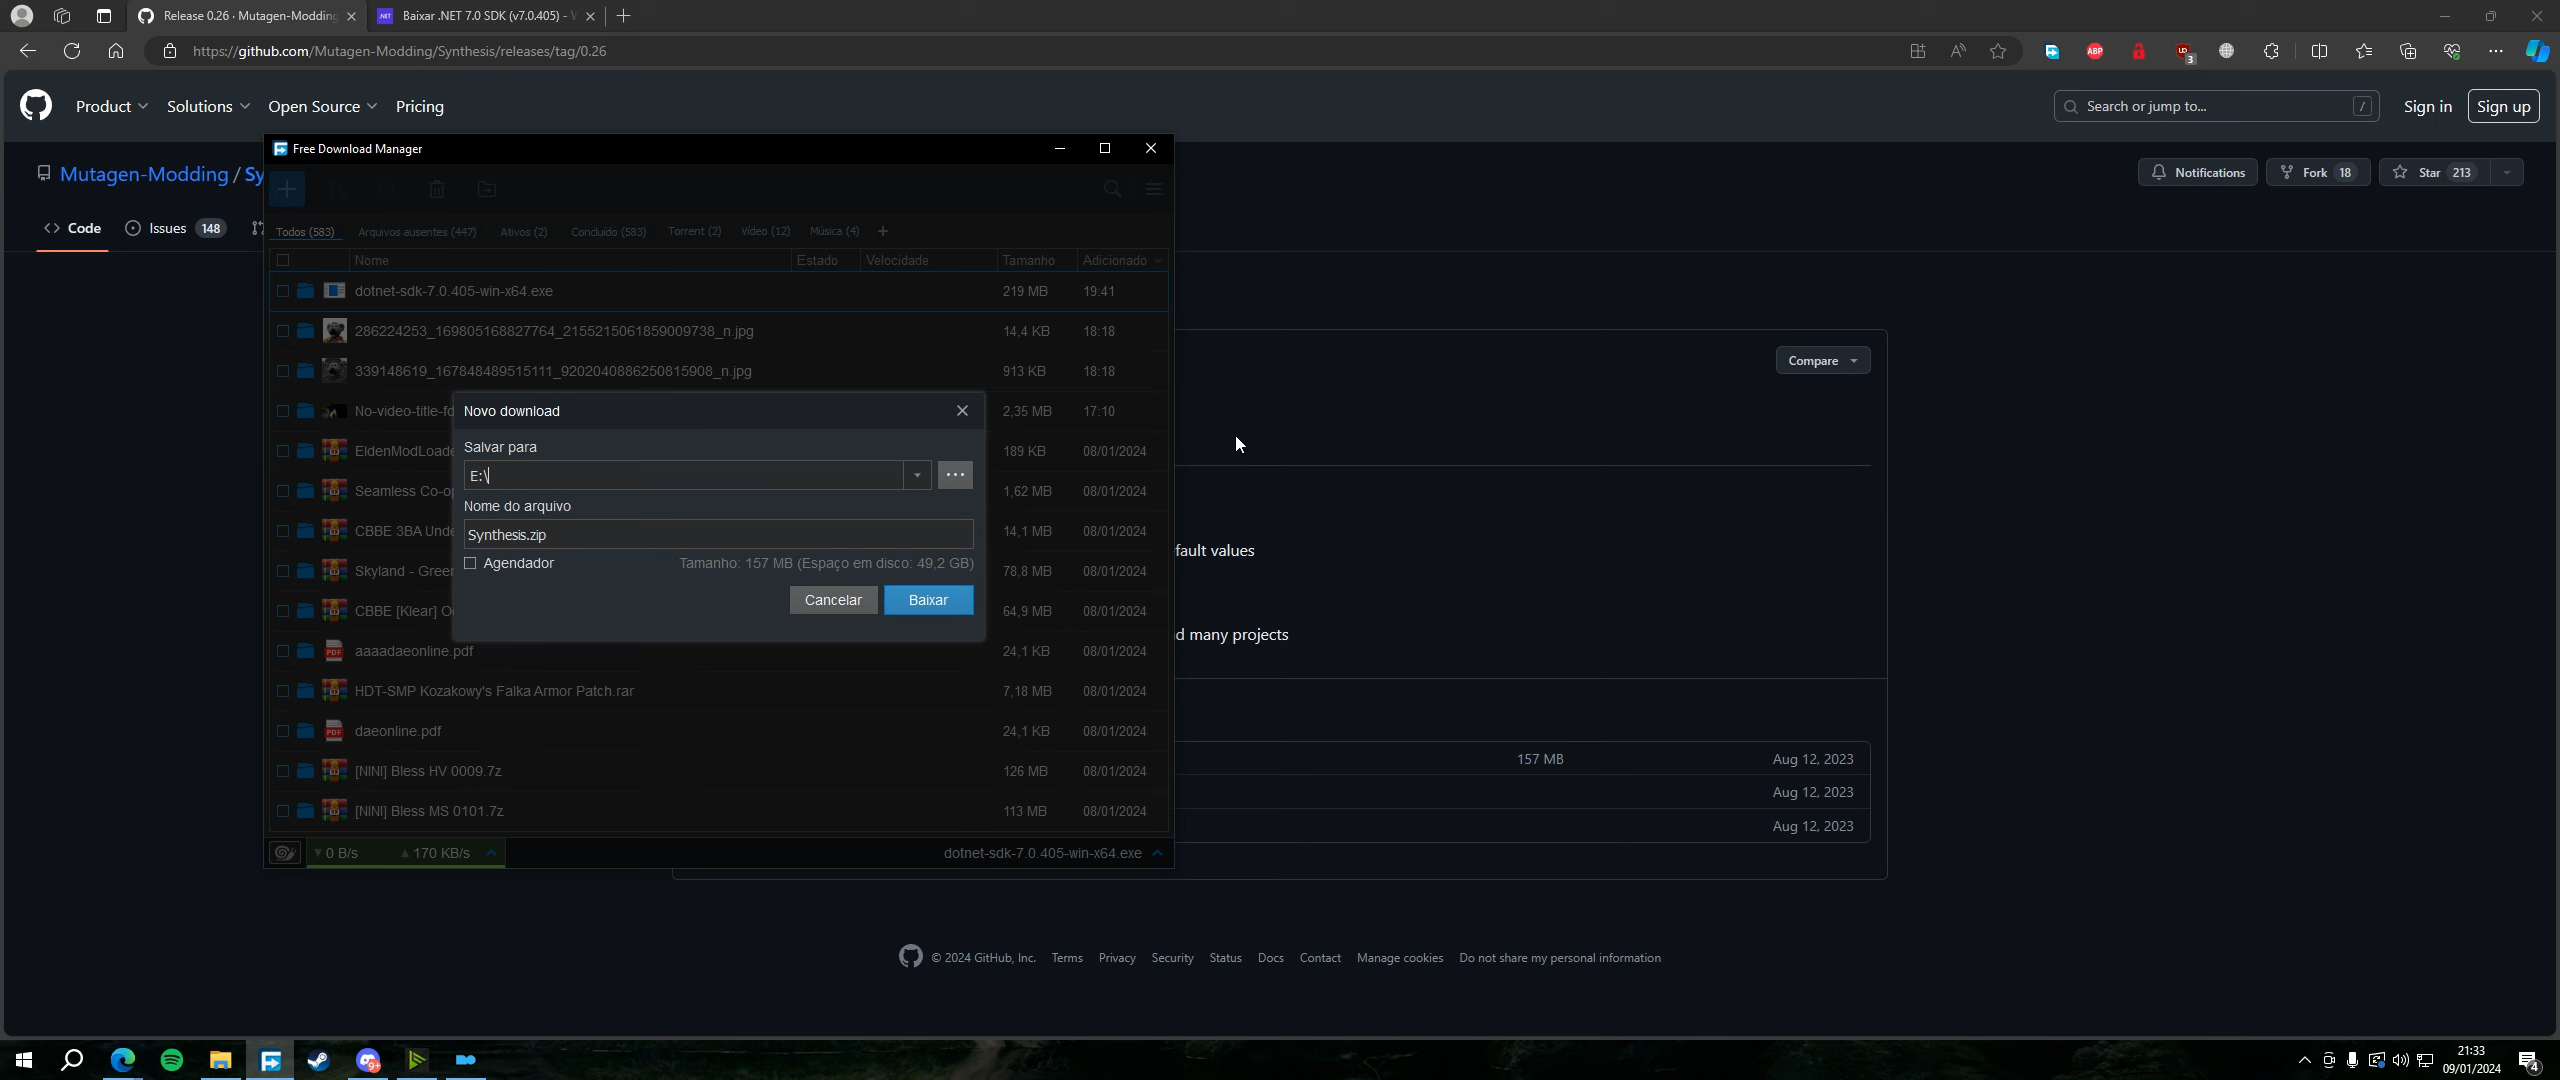 Release 0.26 · Mutagen-Modding
Baixar .NET 7.0 SDK (v7.0.405) -
https://github.com/Mutagen-Modding/Synthesis/releases/tag/0.26
ABP
3
Product
Solutions
Open Source
Pricing
Search or jump to...
/
Sign in
Sign up
Free Download Manager
Mutagen-Modding / Sy
Notifications
Fork 18
Star 213
Code
Issues 148
Todos (583)
Arquivos ausentes (447)
Ativos (2)
Concluído (583)
Torrent (2)
Vídeo (12)
Música (4)
Nome
Estado
Velocidade
Tamanho
Adicionado
dotnet-sdk-7.0.405-win-x64.exe 219 MB 19:41
286224253_169805168827764_2155215061859009738_n.jpg 14,4 KB 18:18
339148619_167848489515111_9202040886250815908_n.jpg 913 KB 18:18
Compare
No-video-title-fo 2,35 MB 17:10
Novo download
EldenModLoade 189 KB 08/01/2024
Salvar para
E:\
Seamless Co-op 1,62 MB 08/01/2024
Nome do arquivo
CBBE 3BA Unde 14,1 MB 08/01/2024
Synthesis.zip
fault values
Agendador
Tamanho: 157 MB (Espaço em disco: 49,2 GB)
Skyland - Green 78,8 MB 08/01/2024
Cancelar
Baixar
CBBE [Klear] O 64,9 MB 08/01/2024
d many projects
aaaadaeonline.pdf 24,1 KB 08/01/2024
HDT-SMP Kozakowy's Falka Armor Patch.rar 7,18 MB 08/01/2024
daeonline.pdf 24,1 KB 08/01/2024
157 MB Aug 12, 2023
[NINI] Bless HV 0009.7z 126 MB 08/01/2024
Aug 12, 2023
[NINI] Bless MS 0101.7z 113 MB 08/01/2024
Aug 12, 2023
0 B/s
170 KB/s
dotnet-sdk-7.0.405-win-x64.exe
© 2024 GitHub, Inc.
Terms
Privacy
Security
Status
Docs
Contact
Manage cookies
Do not share my personal information
21:33
09/01/2024
4